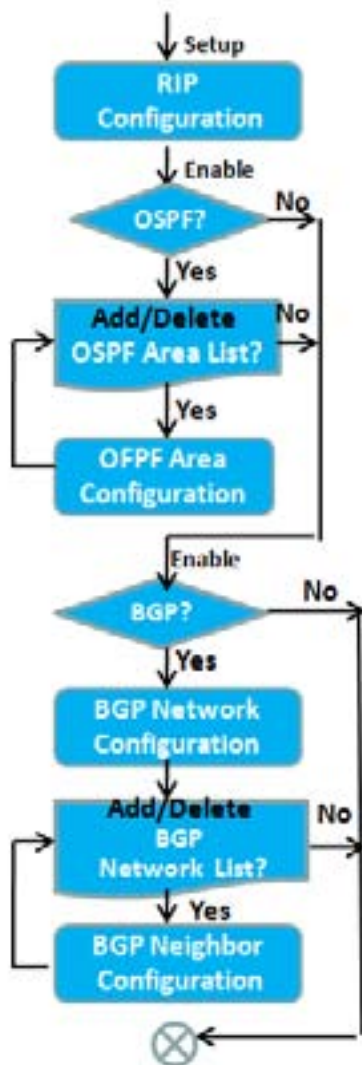 Setup
RIP
Configuration
Enable
OSPF?
No
Yes
Add/Delete
OSPF Area List?
No
Yes
OFPF Area
Configuration
Enable
BGP?
No
Yes
BGP Network
Configuration
Add/Delete
BGP
Network List?
No
Yes
BGP Neighbor
Configuration